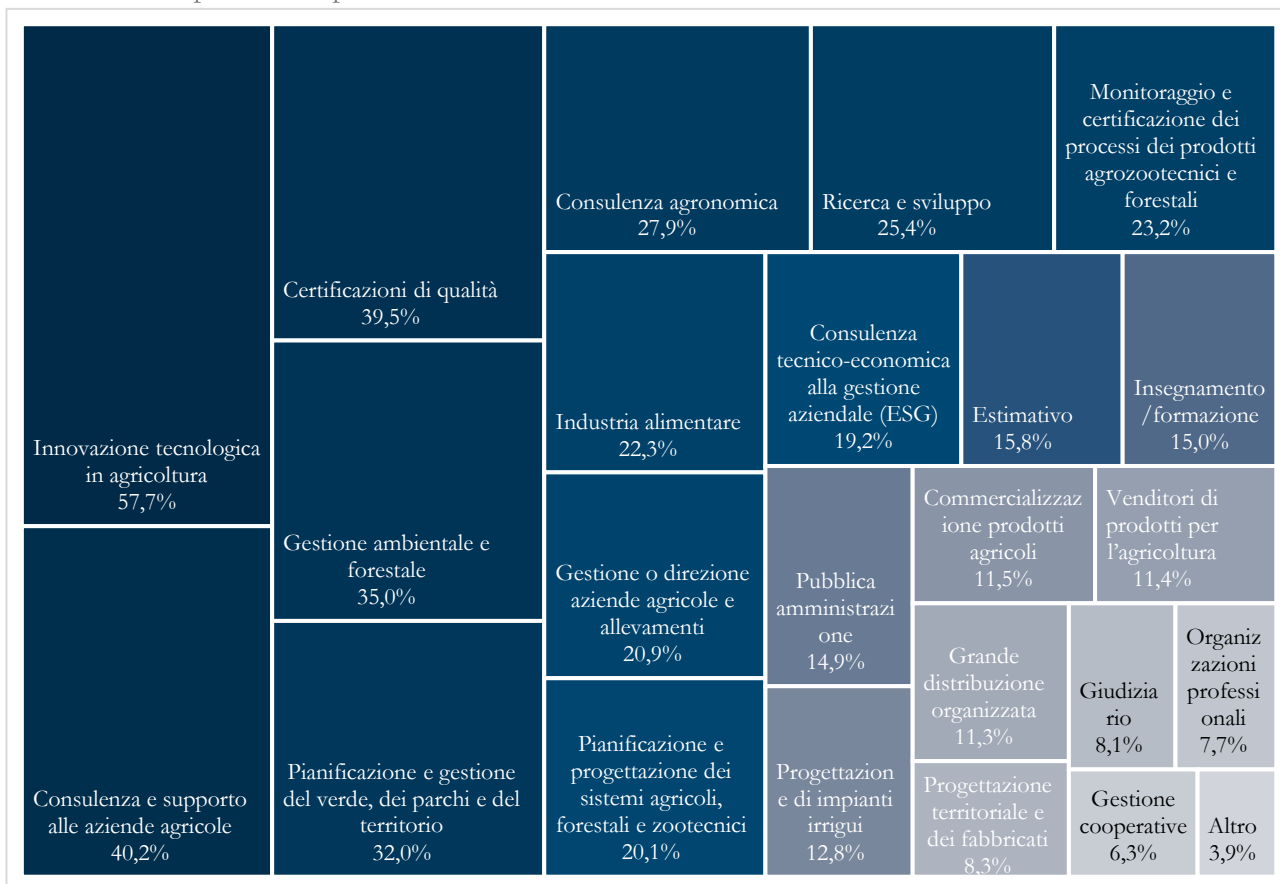 Innovazione tecnologica
in agricoltura
57,7%
Consulenza e supporto
alle aziende agricole
40,2%
Certificazioni di qualità
39,5%
Gestione ambientale e
forestale
35,0%
Pianificazione e gestione
del verde, dei parchi e del
territorio
32,0%
Consulenza agronomica
27,9%
Ricerca e sviluppo
25,4%
Monitoraggio e
certificazione dei
processi dei prodotti
agrozootecnici e
forestali
23,2%
Industria alimentare
22,3%
Gestione o direzione
aziende agricole e
allevamenti
20,9%
Pianificazione e
progettazione dei
sistemi agricoli,
forestali e zootecnici
20,1%
Consulenza
tecnico-economica
alla gestione
aziendale (ESG)
19,2%
Estimativo
15,8%
Insegnamento
/formazione
15,0%
Pubblica
amministrazi
one
14,9%
Progettazion
e di impianti
irrigui
12,8%
Commercializzaz
ione prodotti
agricoli
11,5%
Venditori di
prodotti per
l'agricoltura
11,4%
Grande
distribuzione
organizzata
11,3%
Progettazione
territoriale e
dei fabbricati
8,3%
Giudizia
rio
8,1%
Organiz
zazioni
professi
onali
7,7%
Gestione
cooperative
6,3%
Altro
3,9%